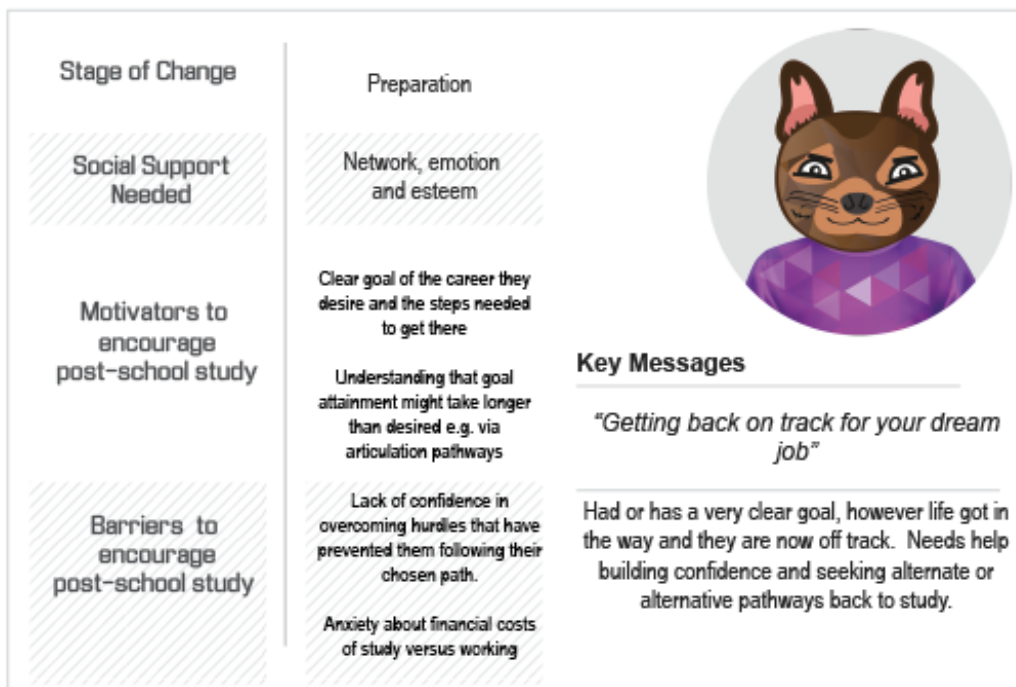 Stage of Change
Preparation
Social Support
Needed
Network, emotion
and esteem
Motivators to
encourage
post-school study
Clear goal of the career they
desire and the steps needed
to get there
Understanding that goal
attainment might take longer
than desired e.g. via
articulation pathways
Barriers to
encourage
post-school study
Lack of confidence in
overcoming hurdles that have
prevented them following their
chosen path.
Anxiety about financial costs
of study versus working
Key Messages
“Getting back on track for your dream
job”
Had or has a very clear goal, however life got in
the way and they are now off track. Needs help
building confidence and seeking alternate or
alternative pathways back to study.